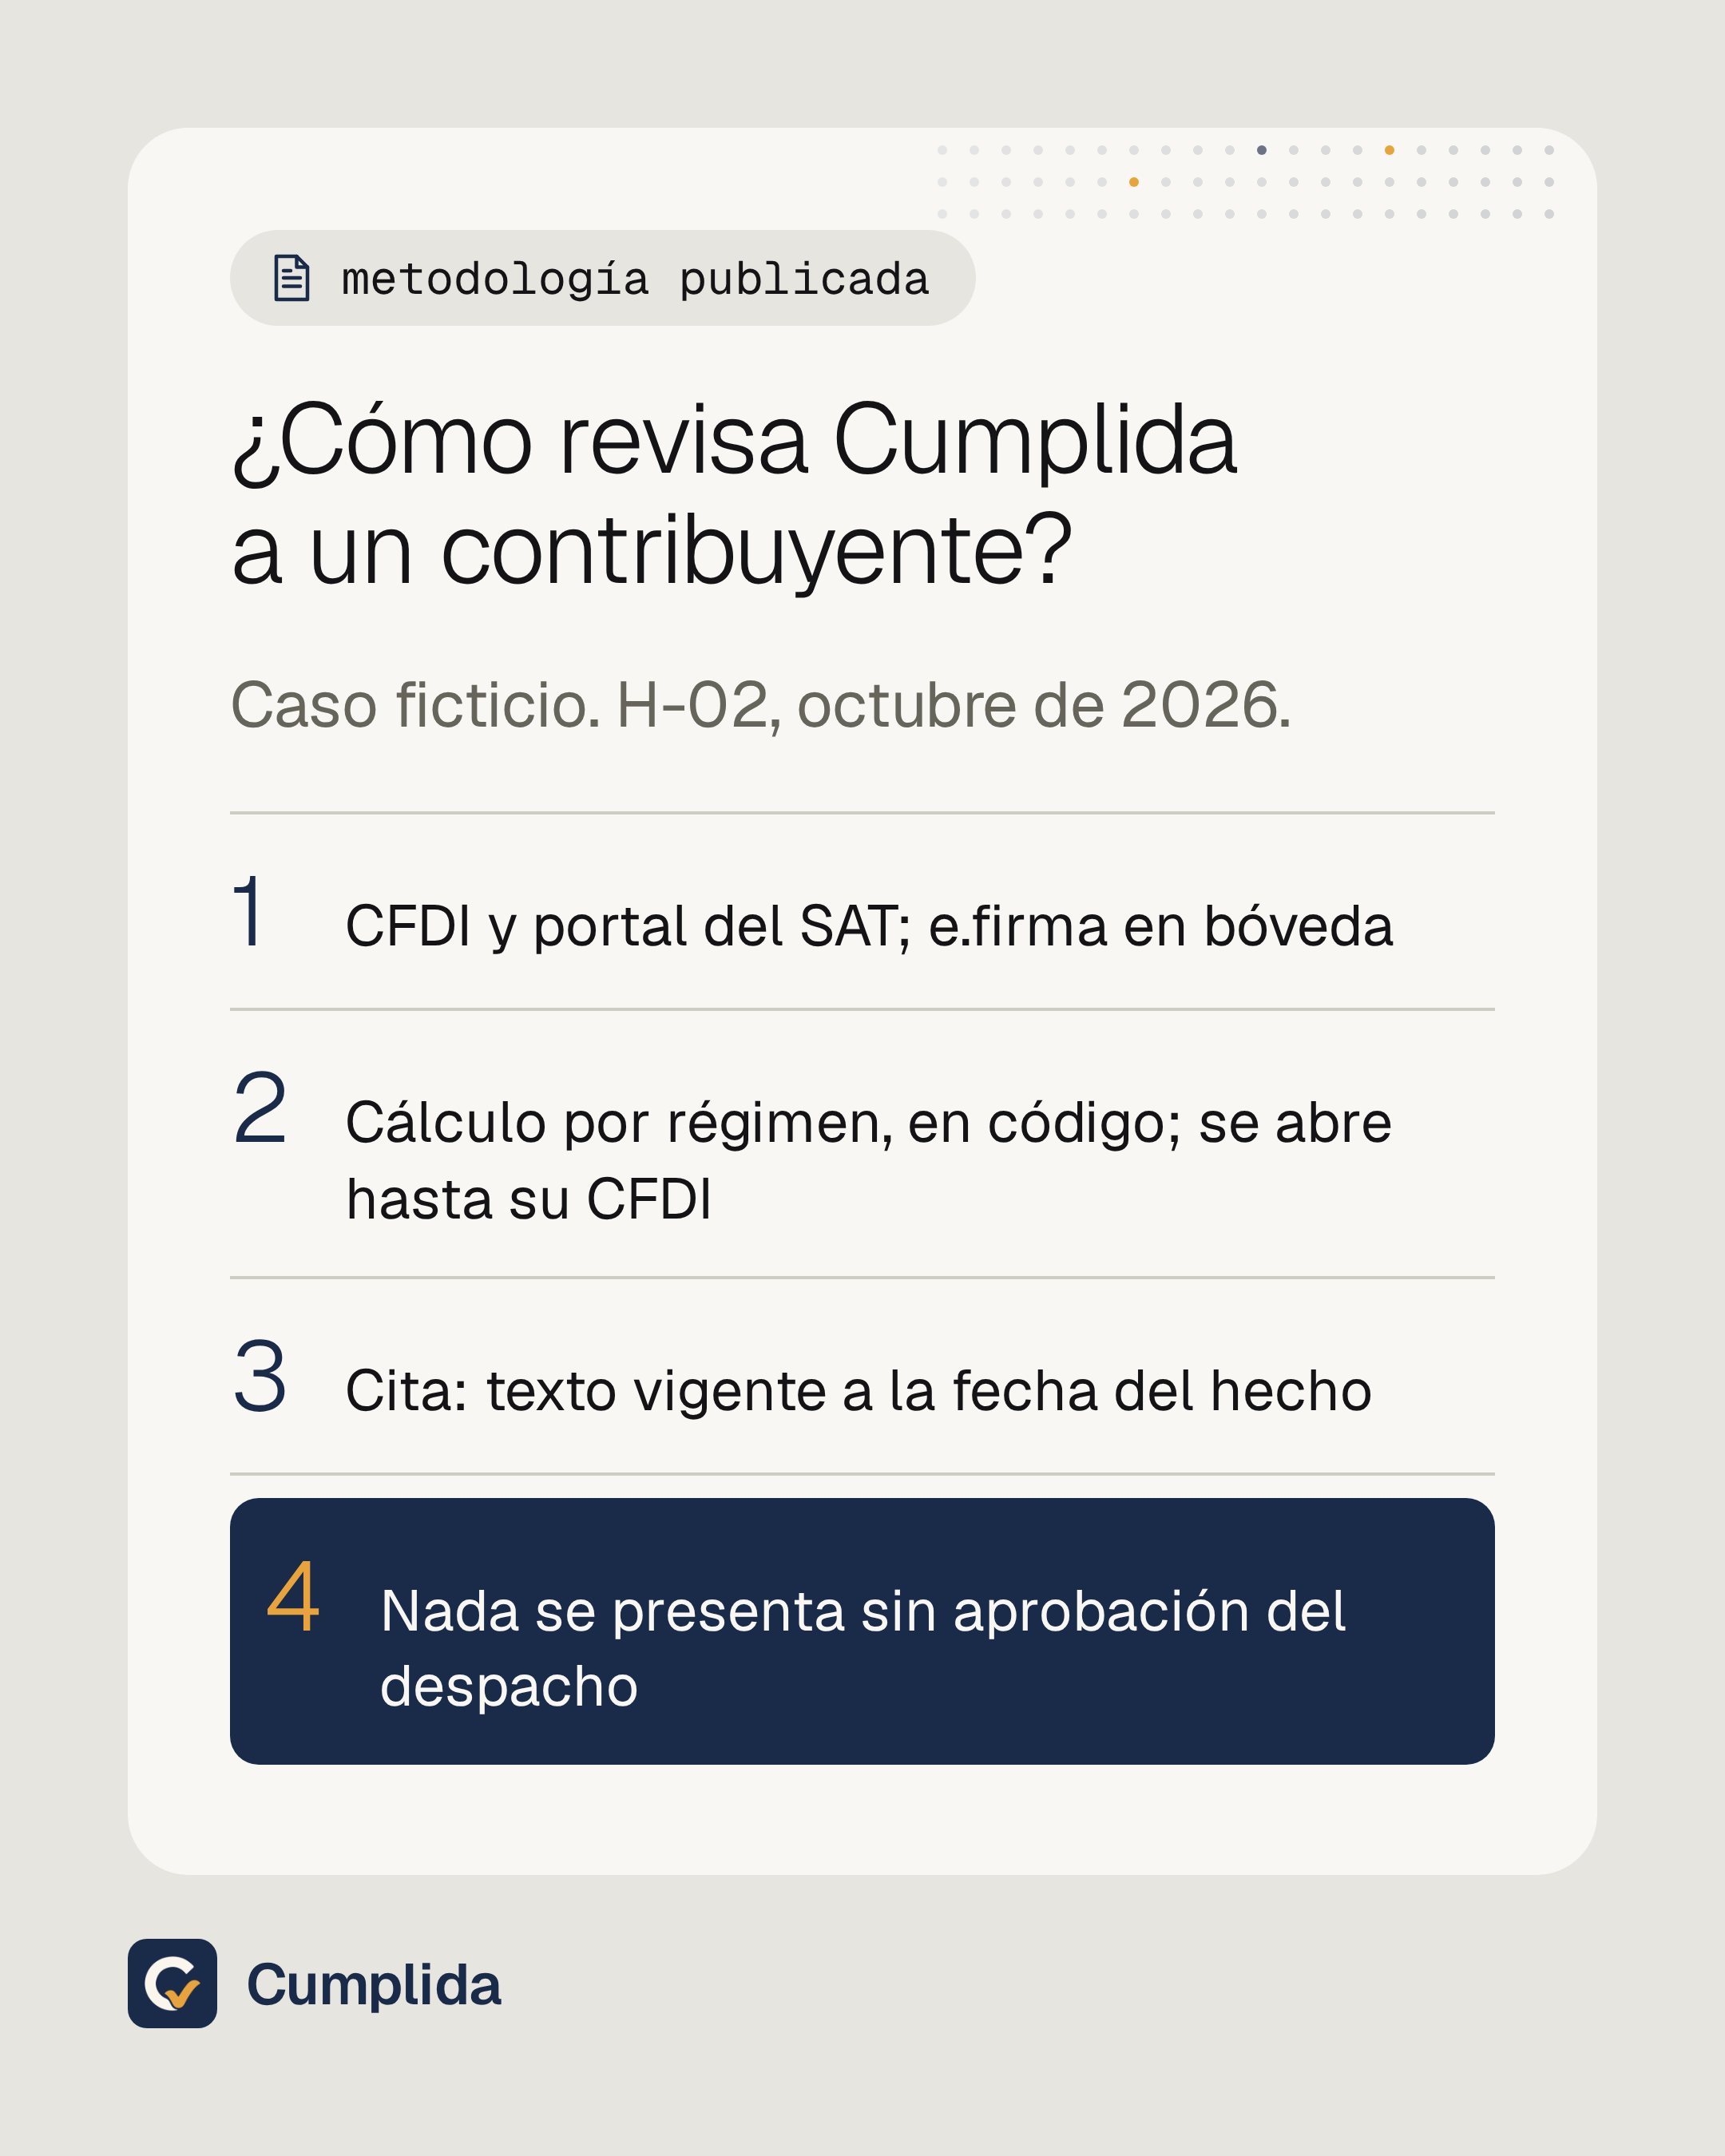 metodología publicada
¿Cómo revisa Cumplida
a un contribuyente?
Caso ficticio. H-02, octubre de 2026.
1 CFDI y portal del SAT; e.firma en bóveda
2 Cálculo por régimen, en código; se abre
hasta su CFDI
3 Cita: texto vigente a la fecha del hecho
4 Nada se presenta sin aprobación del
despacho
Cumplida